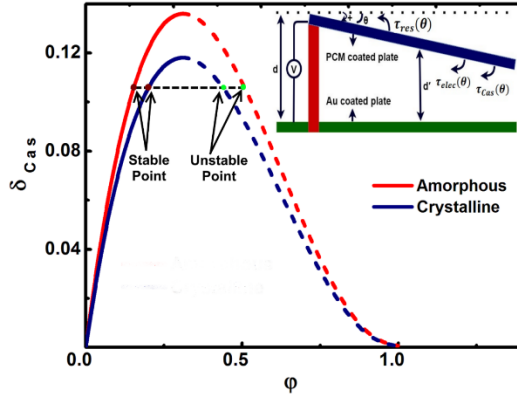 0.12
0.08
0.04
0.0
0.5
1.0
δCas
φ
Stable
Point
Unstable
Point
Amorphous
Crystalline
d
V
θ
τres(θ)
PCM coated plate
τelec(θ)
τCas(θ)
d'
Au coated plate